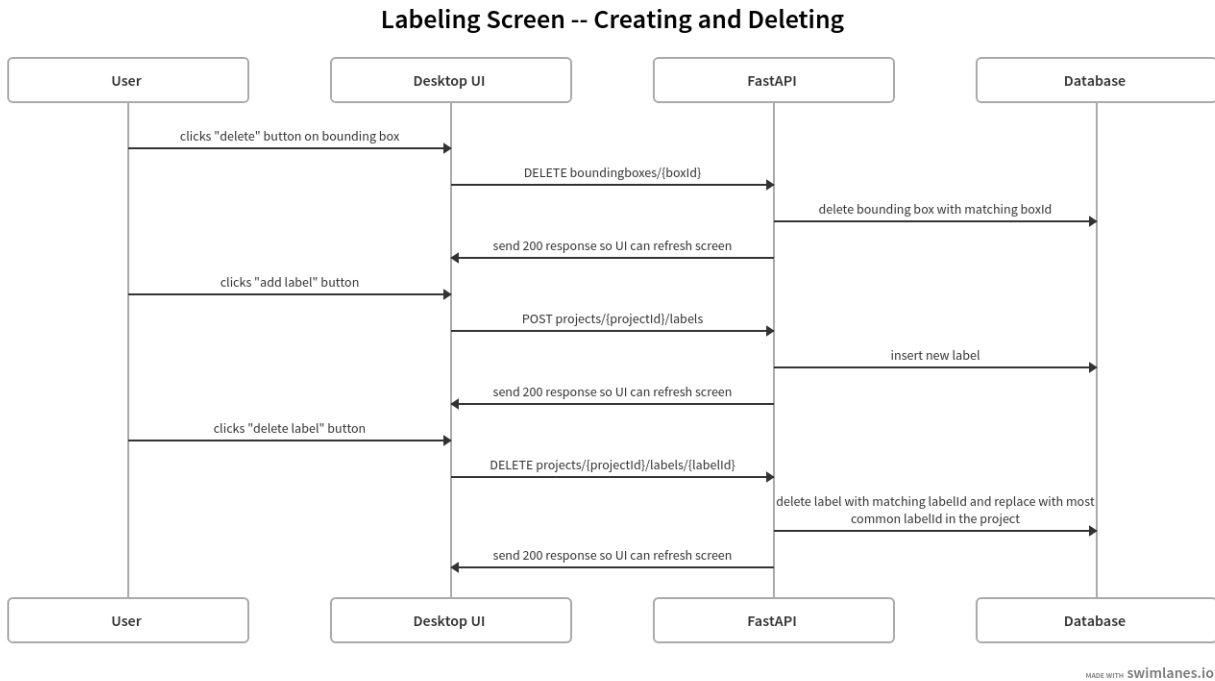 Labeling Screen -- Creating and Deleting
User
Desktop UI
FastAPI
Database
clicks "delete" button on bounding box
DELETE boundingboxes/{boxId}
delete bounding box with matching boxId
send 200 response so UI can refresh screen
clicks "add label" button
POST projects/{projectId}/labels
insert new label
send 200 response so UI can refresh screen
clicks "delete label" button
DELETE projects/{projectId}/labels/{labelId}
delete label with matching labelId and replace with most
common labelId in the project
send 200 response so UI can refresh screen
User
Desktop UI
FastAPI
Database
MADE WITH swimlanes.io